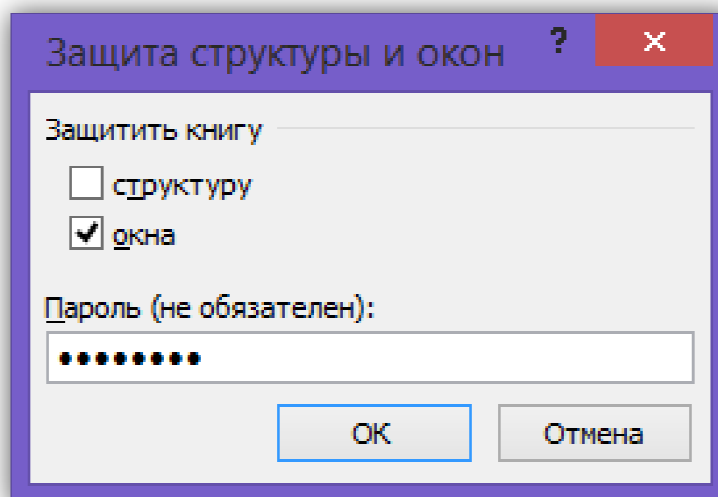 Защита структуры и окон ?
Защитить книгу
структуру
окна
Пароль (не обязателен):
••••••••
ОК Отмена